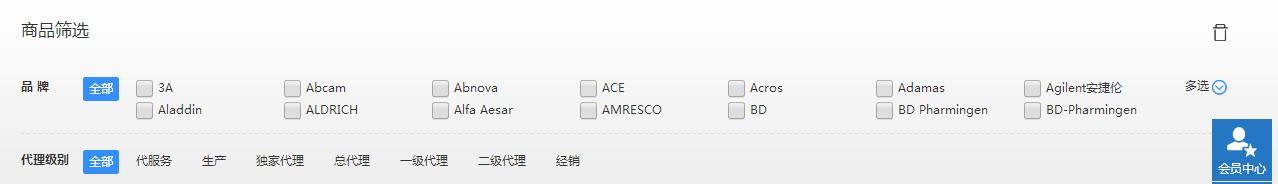 商品筛选
品 牌 全部 3A Abcam Abnova ACE Acros Adamas Agilent安捷伦 多选
Aladdin ALDRICH Alfa Aesar AMRESCO BD BD Pharmingen BD-Pharmingen
代理级别 全部 代服务 生产 独家代理 总代理 一级代理 二级代理 经销
会员中心